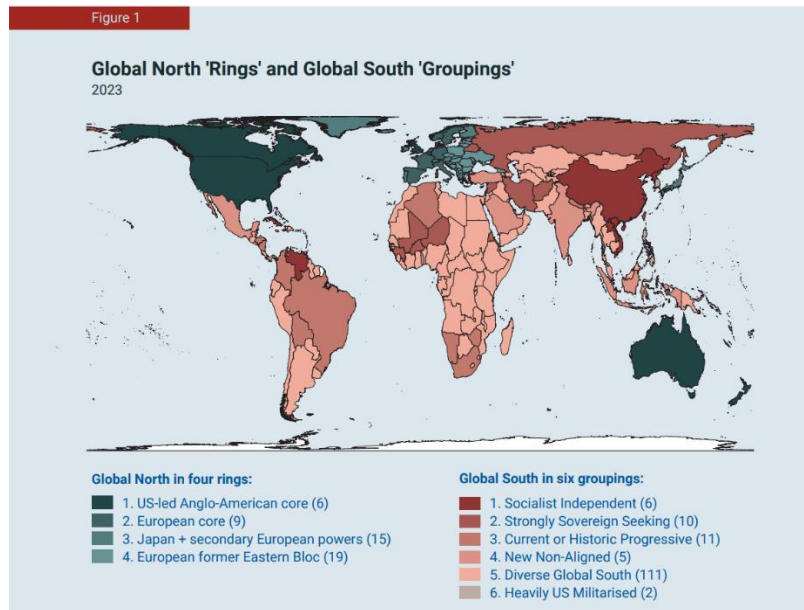 Figure 1
Global North 'Rings' and Global South 'Groupings'
2023
Global North in four rings:
1. US-led Anglo-American core (6)
2. European core (9)
3. Japan + secondary European powers (15)
4. European former Eastern Bloc (19)
Global South in six groupings:
1. Socialist Independent (6)
2. Strongly Sovereign Seeking (10)
3. Current or Historic Progressive (11)
4. New Non-Aligned (5)
5. Diverse Global South (111)
6. Heavily US Militarised (2)